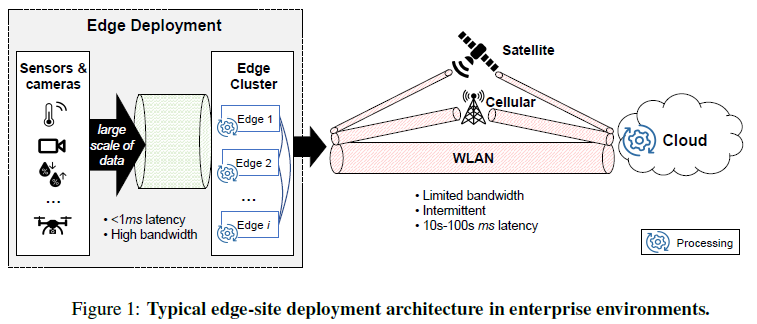 Edge Deployment
Sensors &
cameras
...
large
scale of
data
• <1ms latency
• High bandwidth
Edge
Cluster
Edge 1
Edge 2
...
Edge i
Satellite
Cellular
WLAN
• Limited bandwidth
• Intermittent
• 10s-100s ms latency
Cloud
Processing
Figure 1: Typical edge-site deployment architecture in enterprise environments.